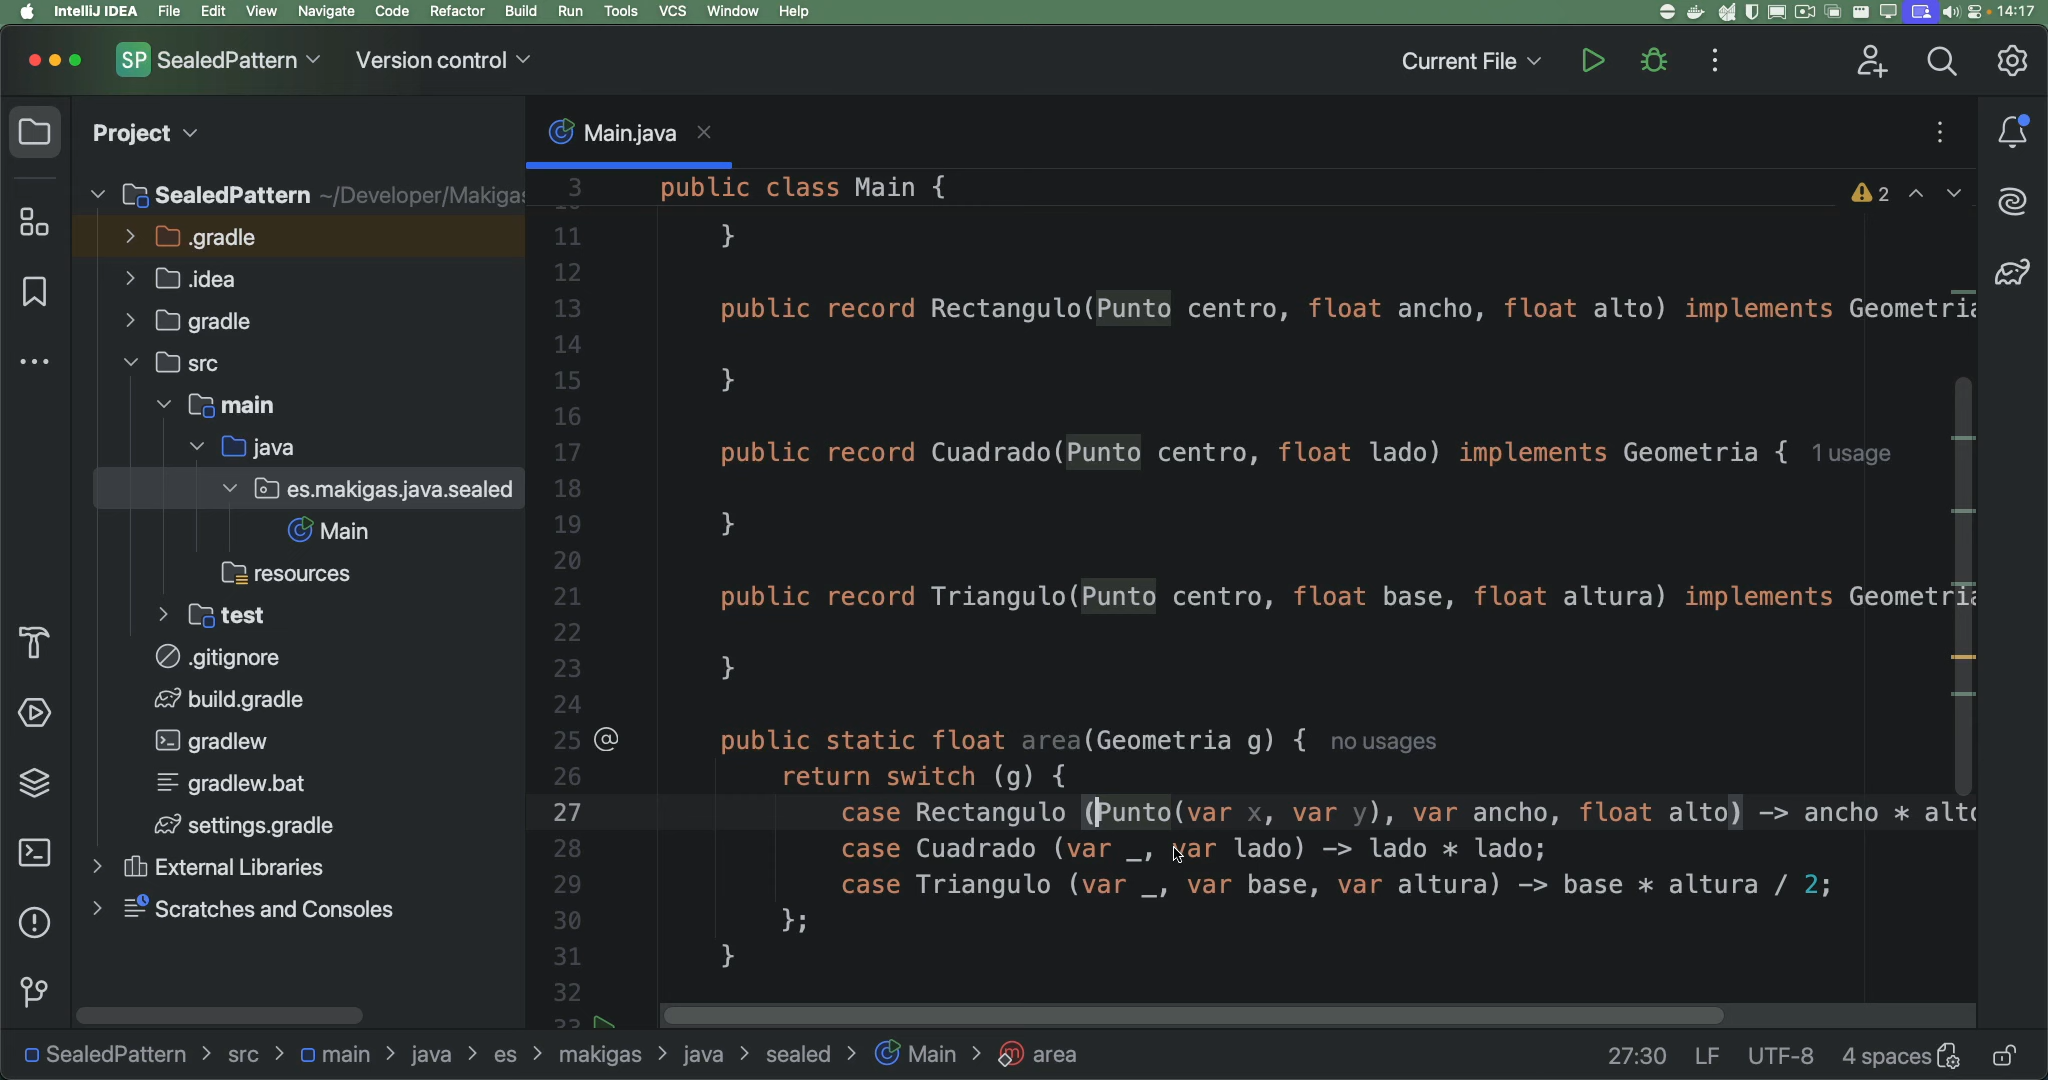 IntelliJ IDEA File Edit View Navigate Code Refactor Build Run Tools VCS Window Help 14:17
SP SealedPattern Version control Current File
Project
Main.java
SealedPattern ~/Developer/Makigas
.gradle
.idea
gradle
src
main
java
es.makigas.java.sealed
Main
resources
test
.gitignore
build.gradle
gradlew
gradlew.bat
settings.gradle
External Libraries
Scratches and Consoles
3 public class Main { 2
11 }
12
13 public record Rectangulo(Punto centro, float ancho, float alto) implements Geometria
14
15 }
16
17 public record Cuadrado(Punto centro, float lado) implements Geometria { 1 usage
18
19 }
20
21 public record Triangulo(Punto centro, float base, float altura) implements Geometria
22
23 }
24
25 @ public static float area(Geometria g) { no usages
26 return switch (g) {
27 case Rectangulo (Punto(var x, var y), var ancho, float alto) -> ancho * alto
28 case Cuadrado (var _, var lado) -> lado * lado;
29 case Triangulo (var _, var base, var altura) -> base * altura / 2;
30 };
31 }
32
33
SealedPattern > src > main > java > es > makigas > java > sealed > Main > area 27:30 LF UTF-8 4 spaces